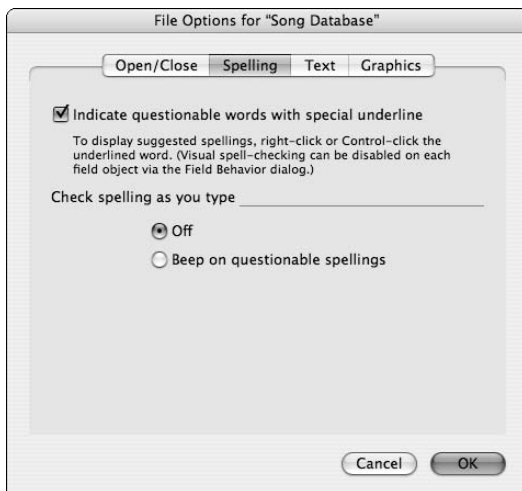 File Options for “Song Database”
Open/Close Spelling Text Graphics
Indicate questionable words with special underline
To display suggested spellings, right-click or Control-click the
underlined word. (Visual spell-checking can be disabled on each
field object via the Field Behavior dialog.)
Check spelling as you type
Off
Beep on questionable spellings
Cancel OK